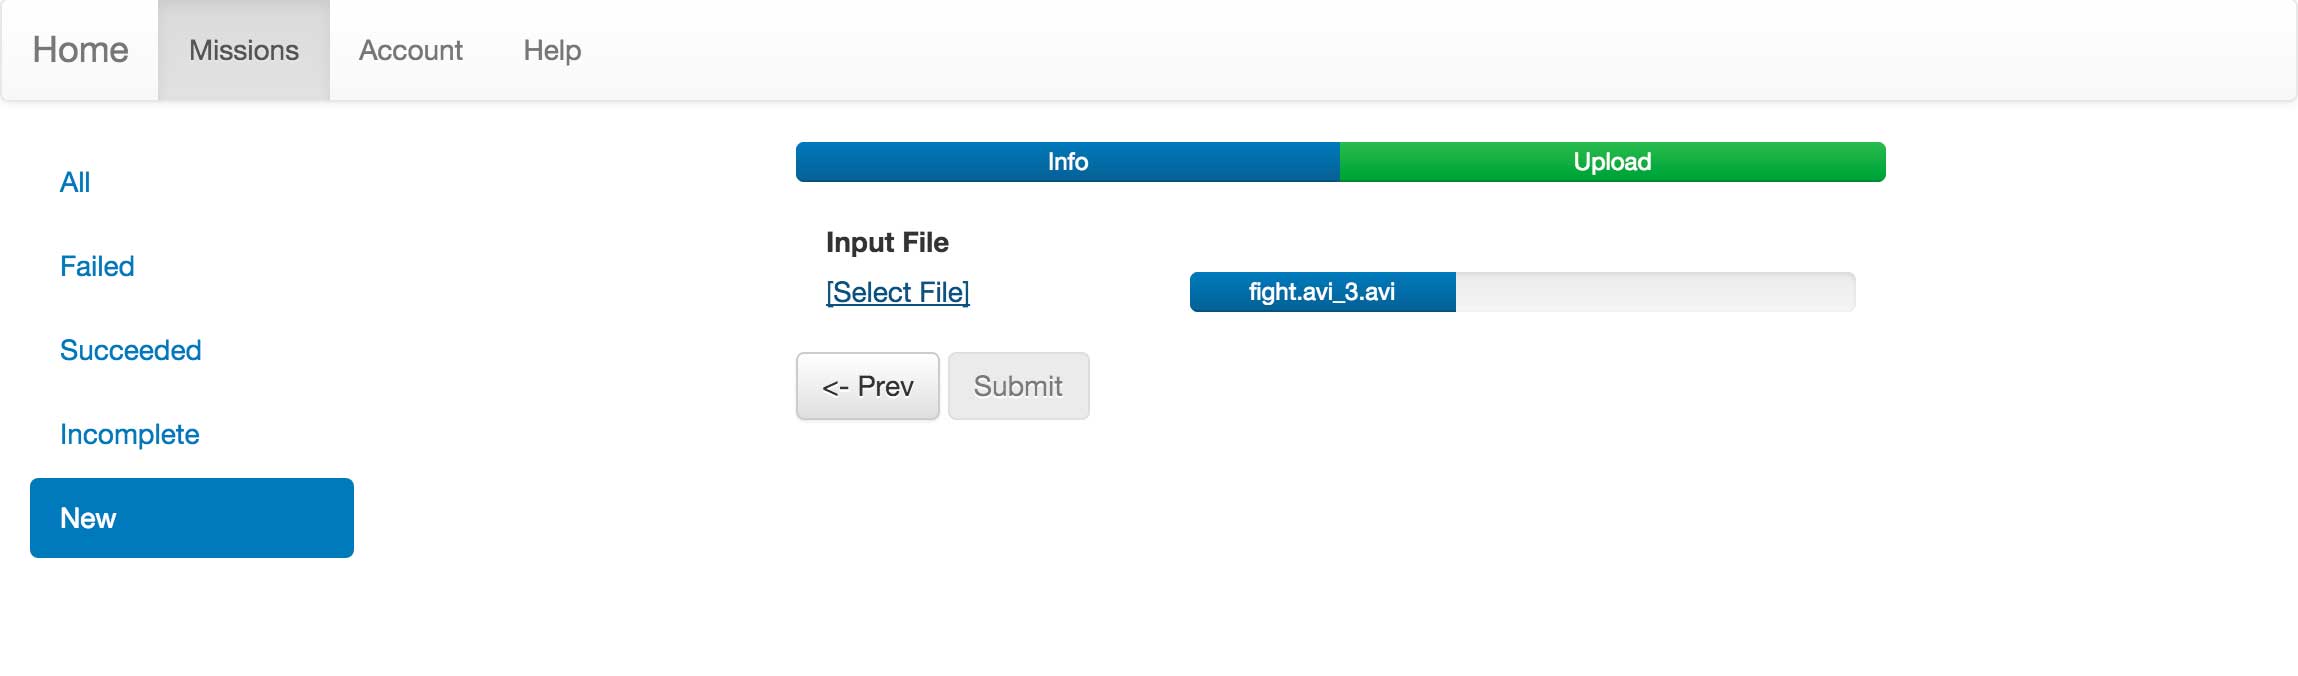 Home Missions Account Help
All
Failed
Succeeded
Incomplete
New
Info Upload
Input File
[Select File] fight.avi_3.avi
<- Prev Submit